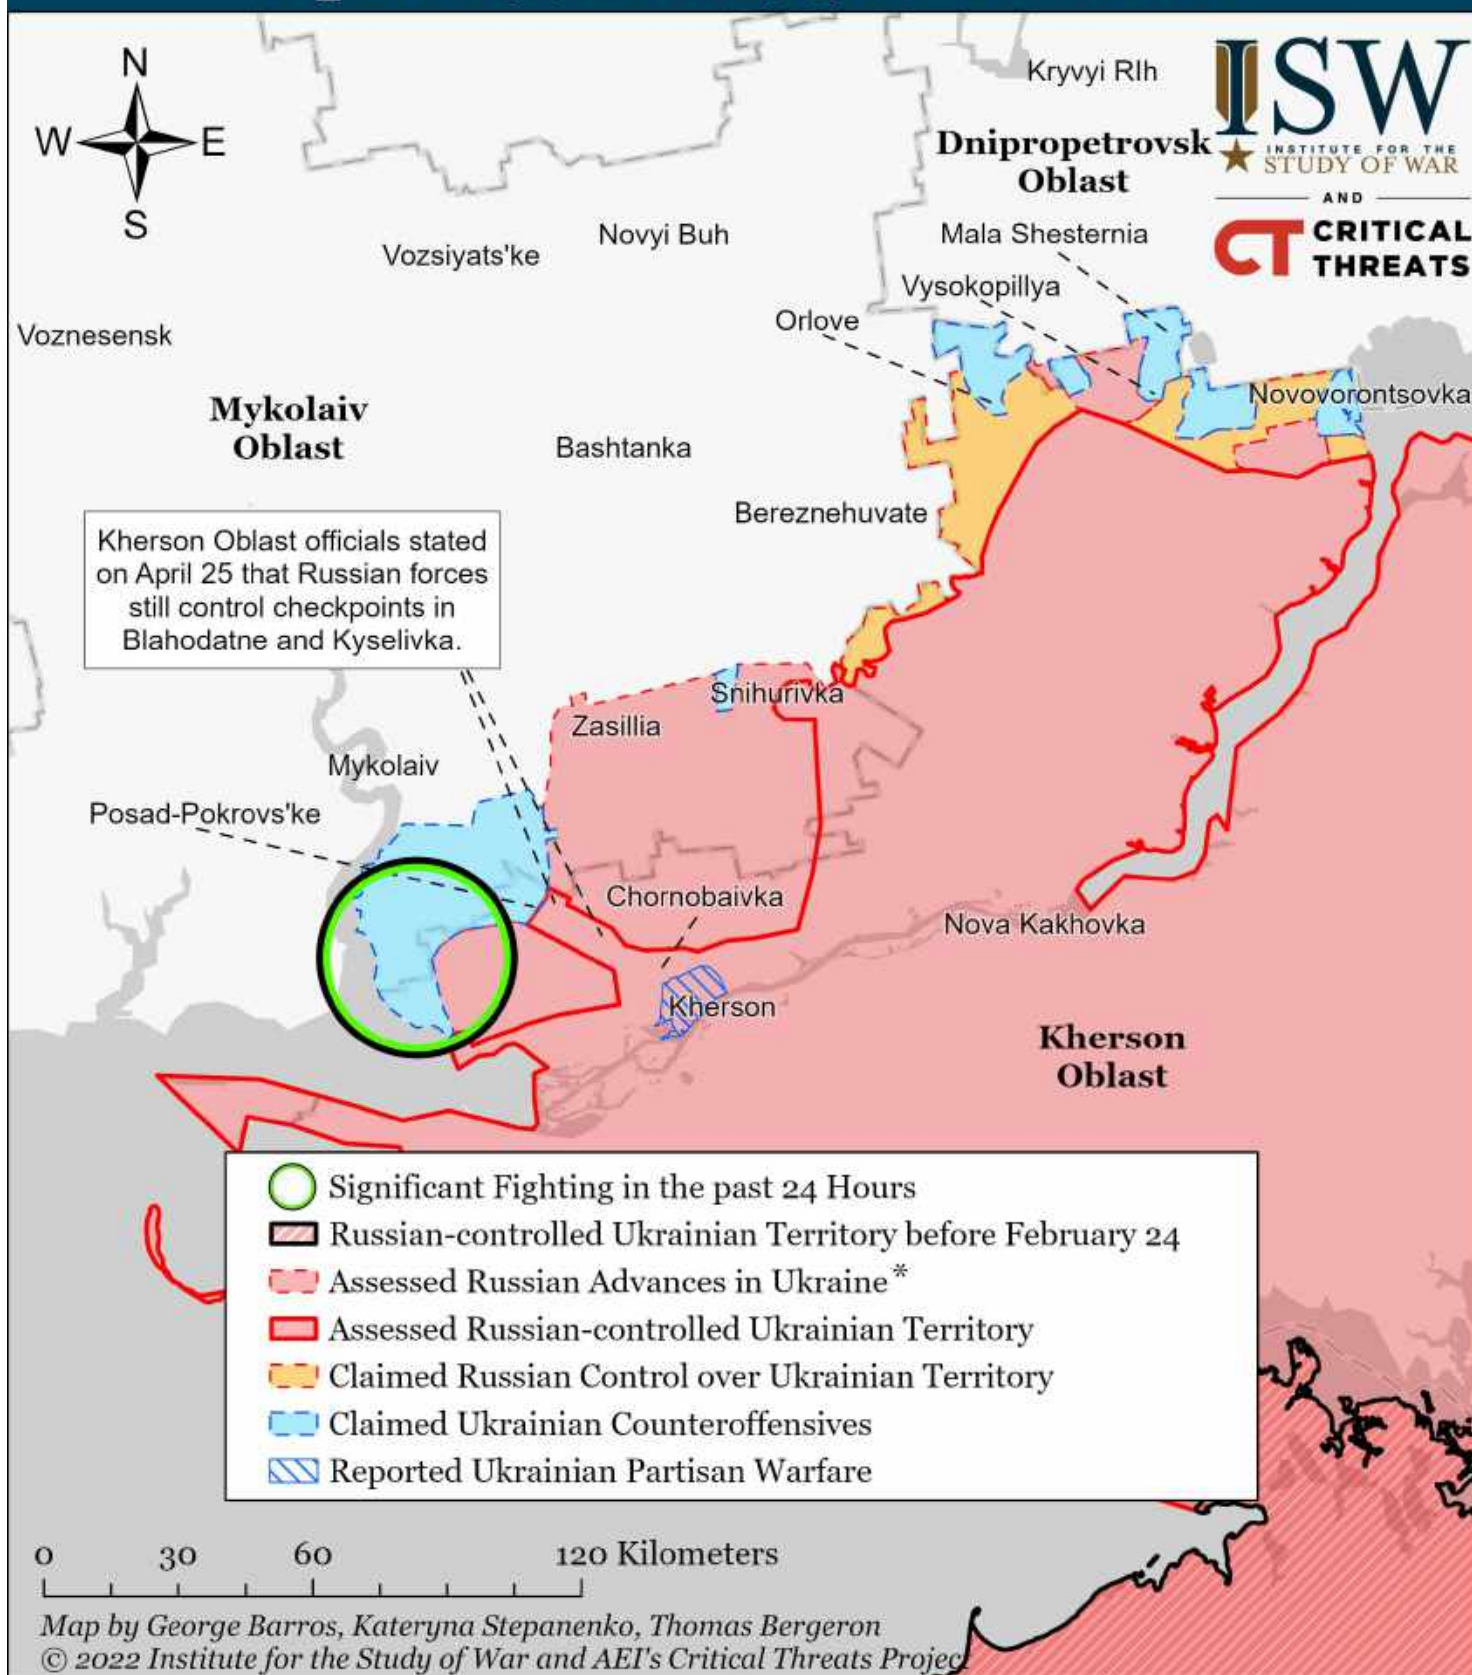 N
W E
S
Kryvyi RIh
ISW
INSTITUTE FOR THE
STUDY OF WAR
AND
CT CRITICAL
THREATS
Dnipropetrovsk
Oblast
Mala Shesternia
Novyi Buh
Vozsiyats'ke
Vysokopillya
Orlove
Voznesensk
Novovorontsovka
Mykolaiv
Oblast
Bashtanka
Bereznehuvate
Kherson Oblast officials stated
on April 25 that Russian forces
still control checkpoints in
Blahodatne and Kyselivka.
Snihurivka
Zasillia
Mykolaiv
Posad-Pokrovs'ke
Chornobaivka
Nova Kakhovka
Kherson
Kherson
Oblast
Significant Fighting in the past 24 Hours
Russian-controlled Ukrainian Territory before February 24
Assessed Russian Advances in Ukraine*
Assessed Russian-controlled Ukrainian Territory
Claimed Russian Control over Ukrainian Territory
Claimed Ukrainian Counteroffensives
Reported Ukrainian Partisan Warfare
0 30 60 120 Kilometers
Map by George Barros, Kateryna Stepanenko, Thomas Bergeron
© 2022 Institute for the Study of War and AEI's Critical Threats Project